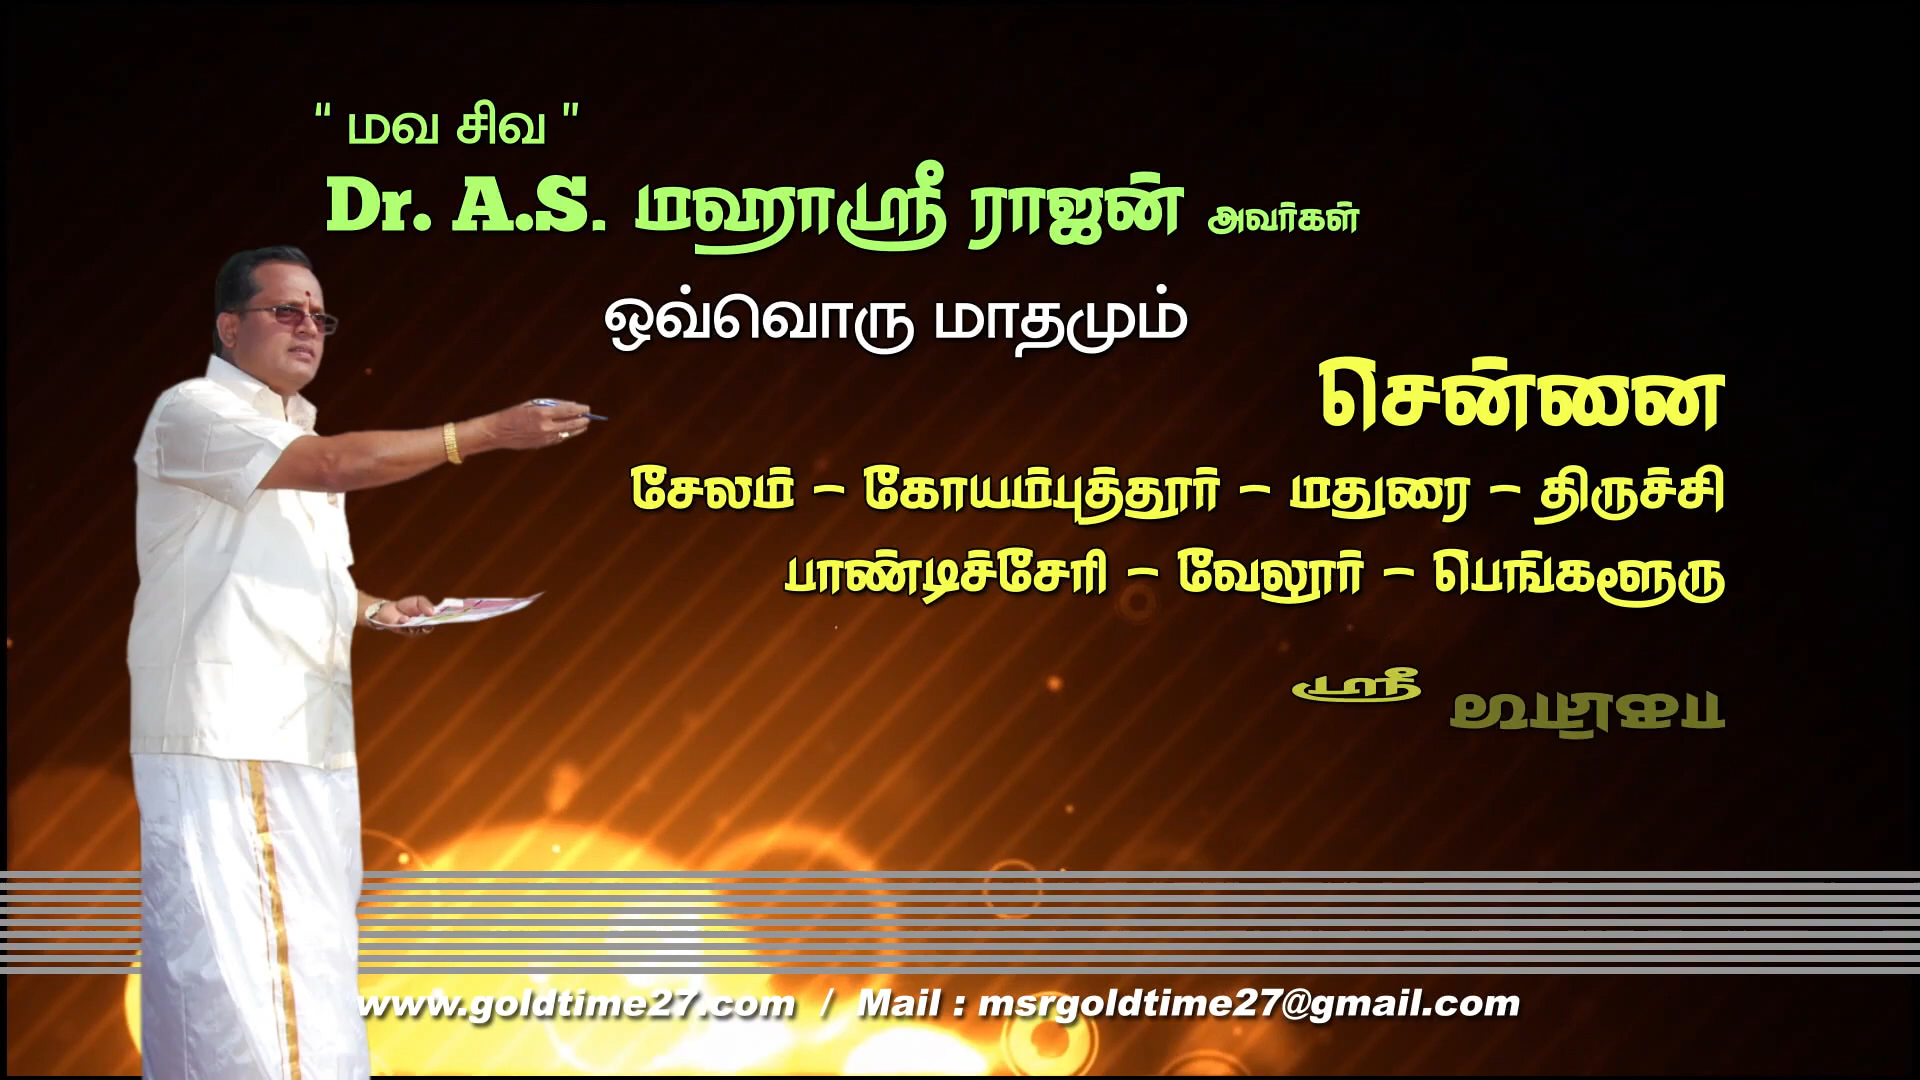 “ மவ சிவ ”
Dr. A.S. மஹாஸ்ரீ ராஜன் அவர்கள்
ஒவ்வொரு மாதமும்
சென்னை
சேலம் – கோயம்புத்தூர் – மதுரை – திருச்சி
பாண்டிச்சேரி – வேலூர் – பெங்களூரு
ஸ்ரீ
www.goldtime27.com / Mail : msrgoldtime27@gmail.com